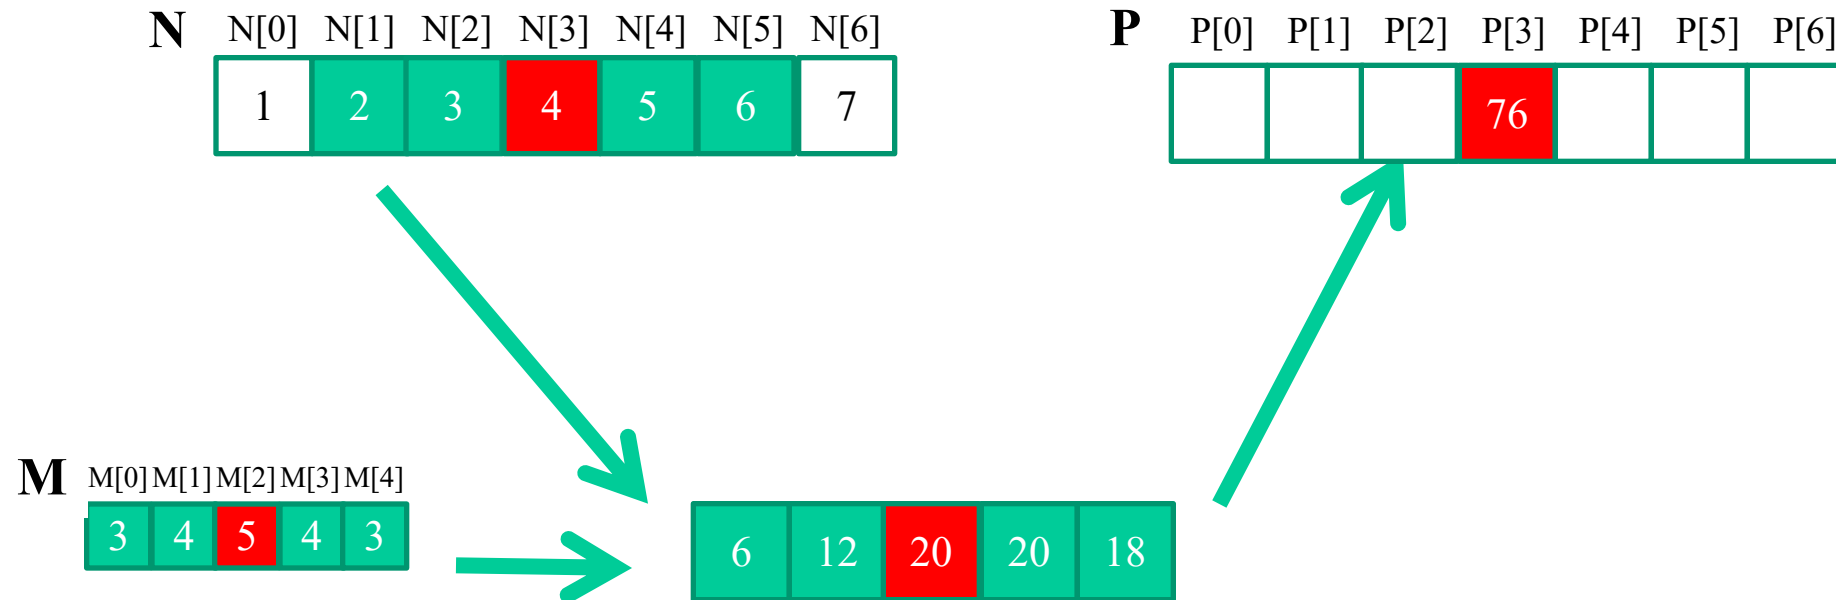 N N[0] N[1] N[2] N[3] N[4] N[5] N[6]
1 2 3 4 5 6 7
P P[0] P[1] P[2] P[3] P[4] P[5] P[6]
76
M M[0] M[1] M[2] M[3] M[4]
3 4 5 4 3
6 12 20 20 18